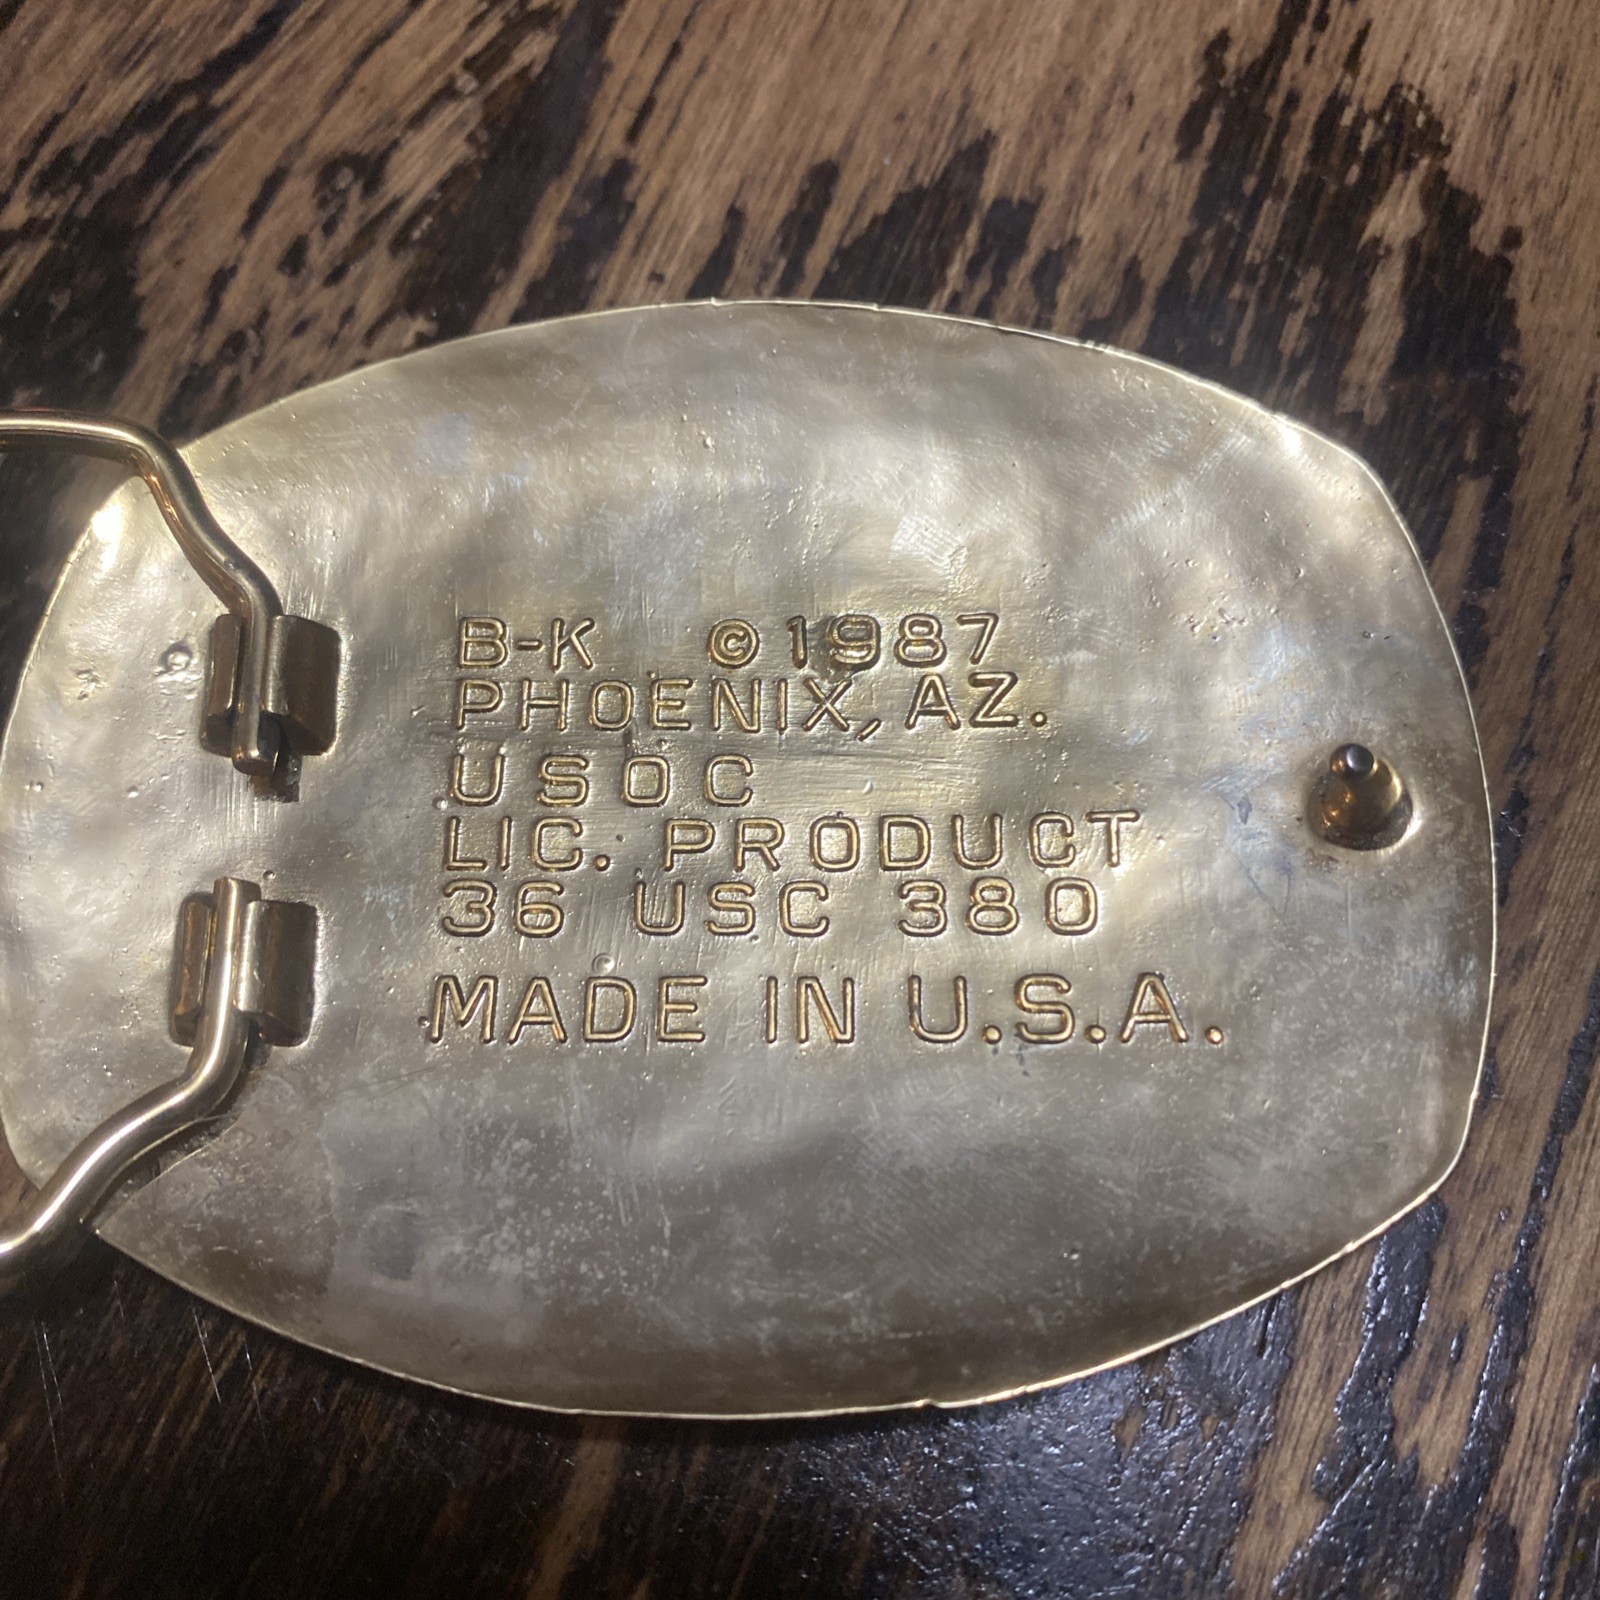 B-K ©1987
PHOENIX, AZ.
USOC
LIC. PRODUCT
36 USC 380
MADE IN U.S.A.